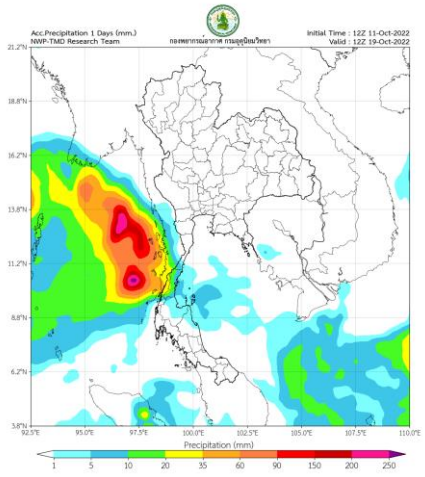 Acc.Precipitation 1 Days (mm.) Initial Time : 12Z 11-Oct-2022
NWP-TMD Research Team กองพยากรณ์อากาศ กรมอุตุนิยมวิทยา Valid : 12Z 19-Oct-2022
21.2°N
18.8°N
16.2°N
13.8°N
11.2°N
8.8°N
6.2°N
3.8°N
92.5°E 95.0°E 97.5°E 100.0°E 102.5°E 105.0°E 107.5°E 110.0°E
Precipitation (mm)
1 5 10 20 35 60 90 150 200 250